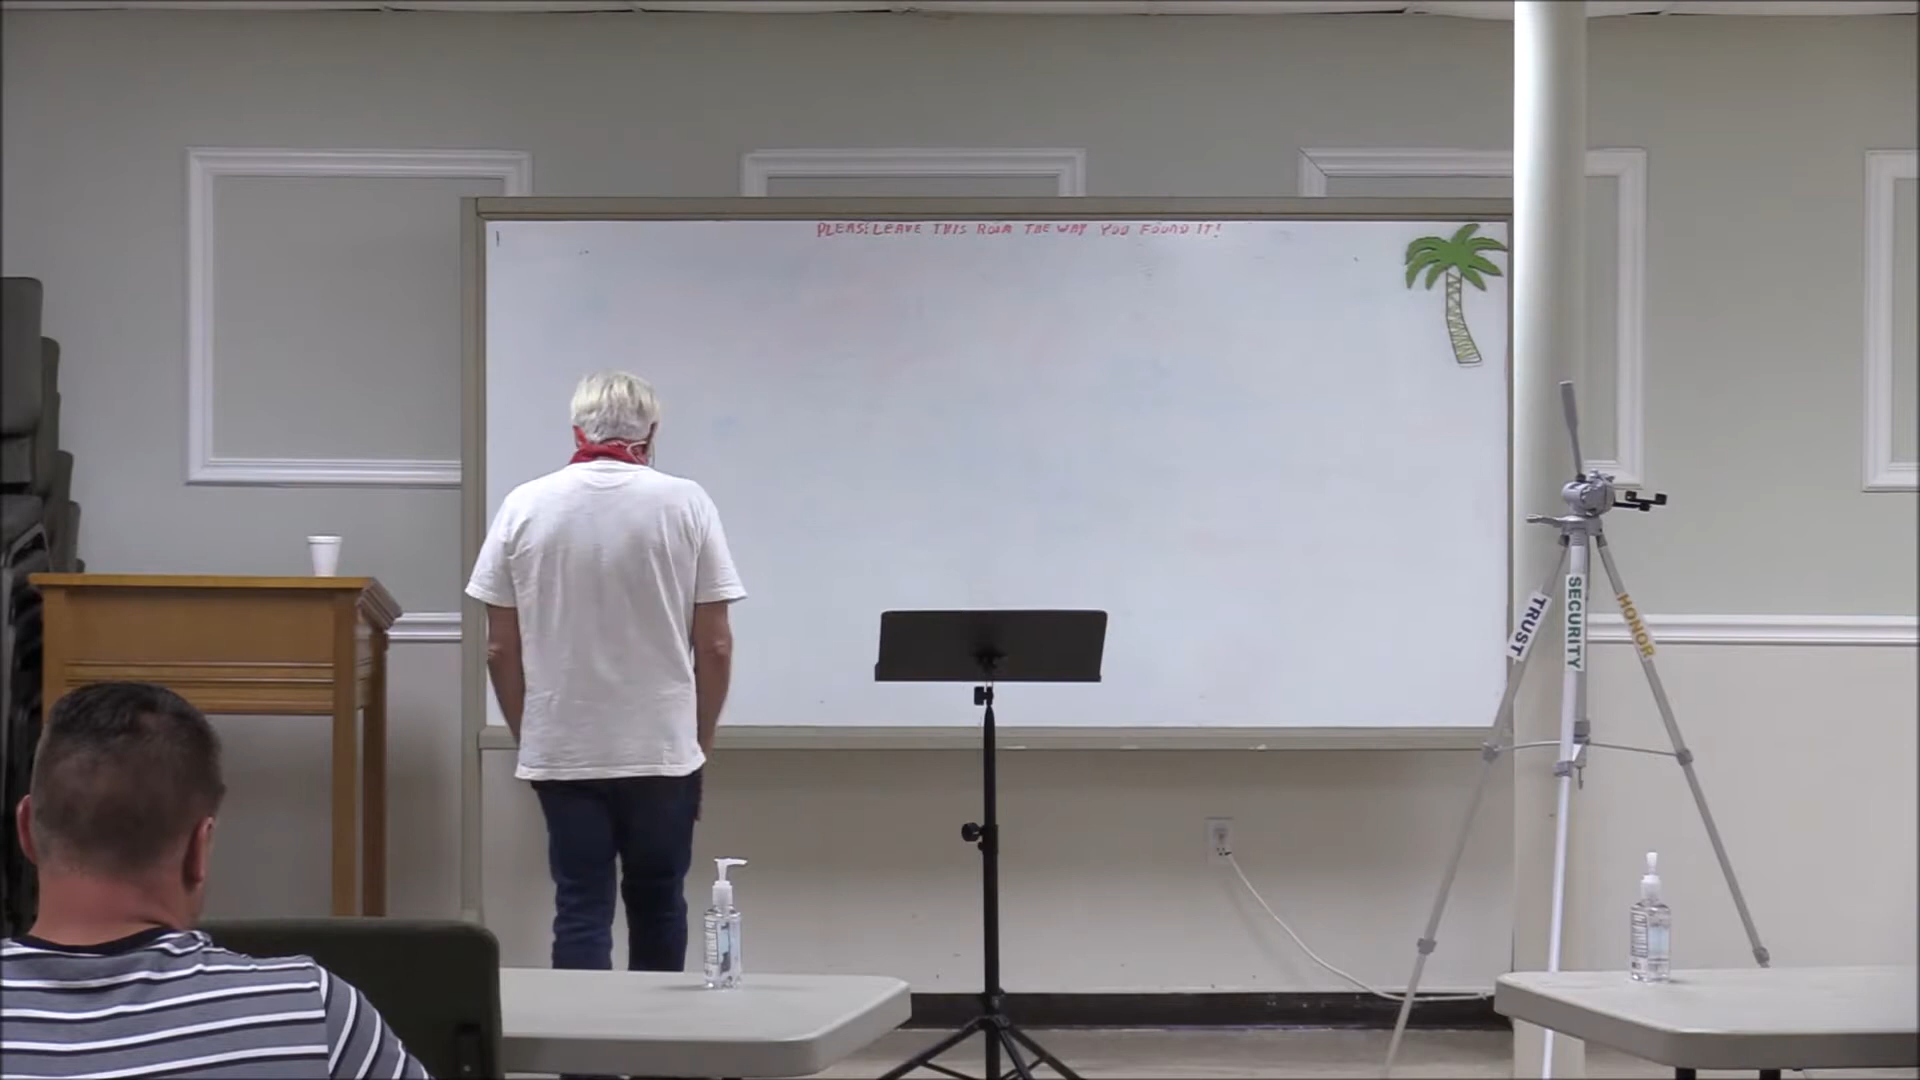 PLEASE LEAVE THIS ROOM THE WAY YOU FOUND IT!
TRUST
SECURITY
HONOR